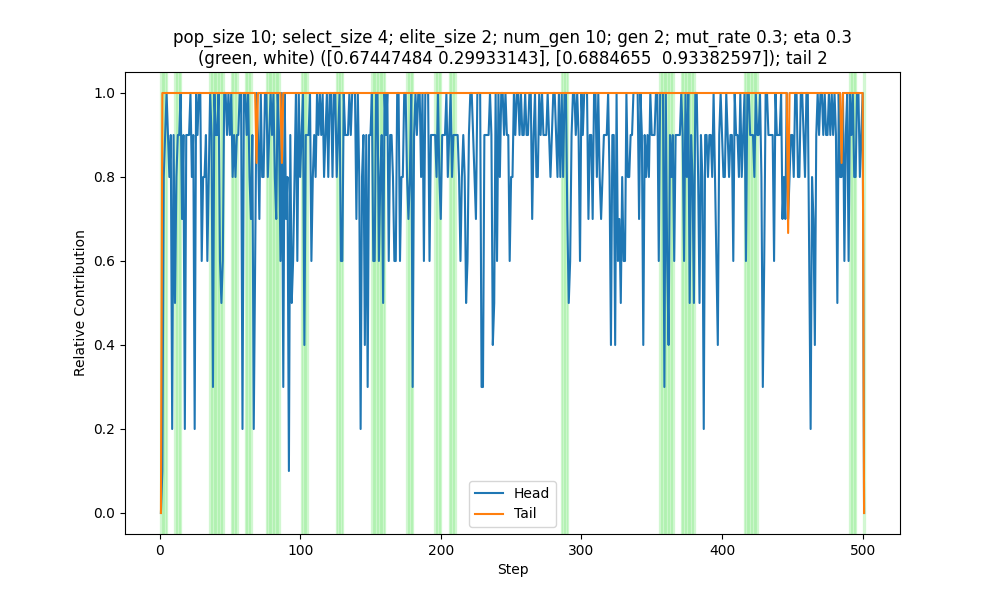 pop_size 10; select_size 4; elite_size 2; num_gen 10; gen 2; mut_rate 0.3; eta 0.3
(green, white) ([0.67447484 0.29933143], [0.6884655  0.93382597]); tail 2
1.0
0.8
0.6
0.4
0.2
0.0
Relative Contribution
Head
Tail
0
100
200
300
400
500
Step